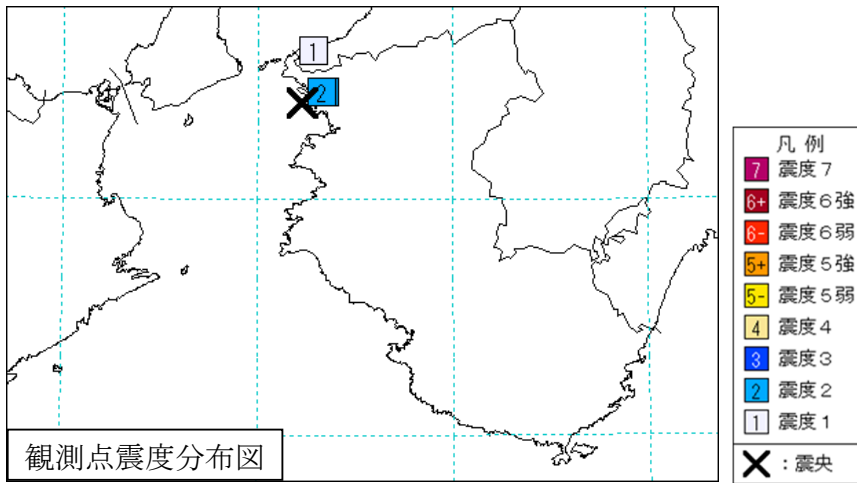 1
2
観測点震度分布図
凡 例
7 震度７
6+ 震度６強
6- 震度６弱
5+ 震度５強
5- 震度５弱
4 震度４
3 震度３
2 震度２
1 震度１
：震央